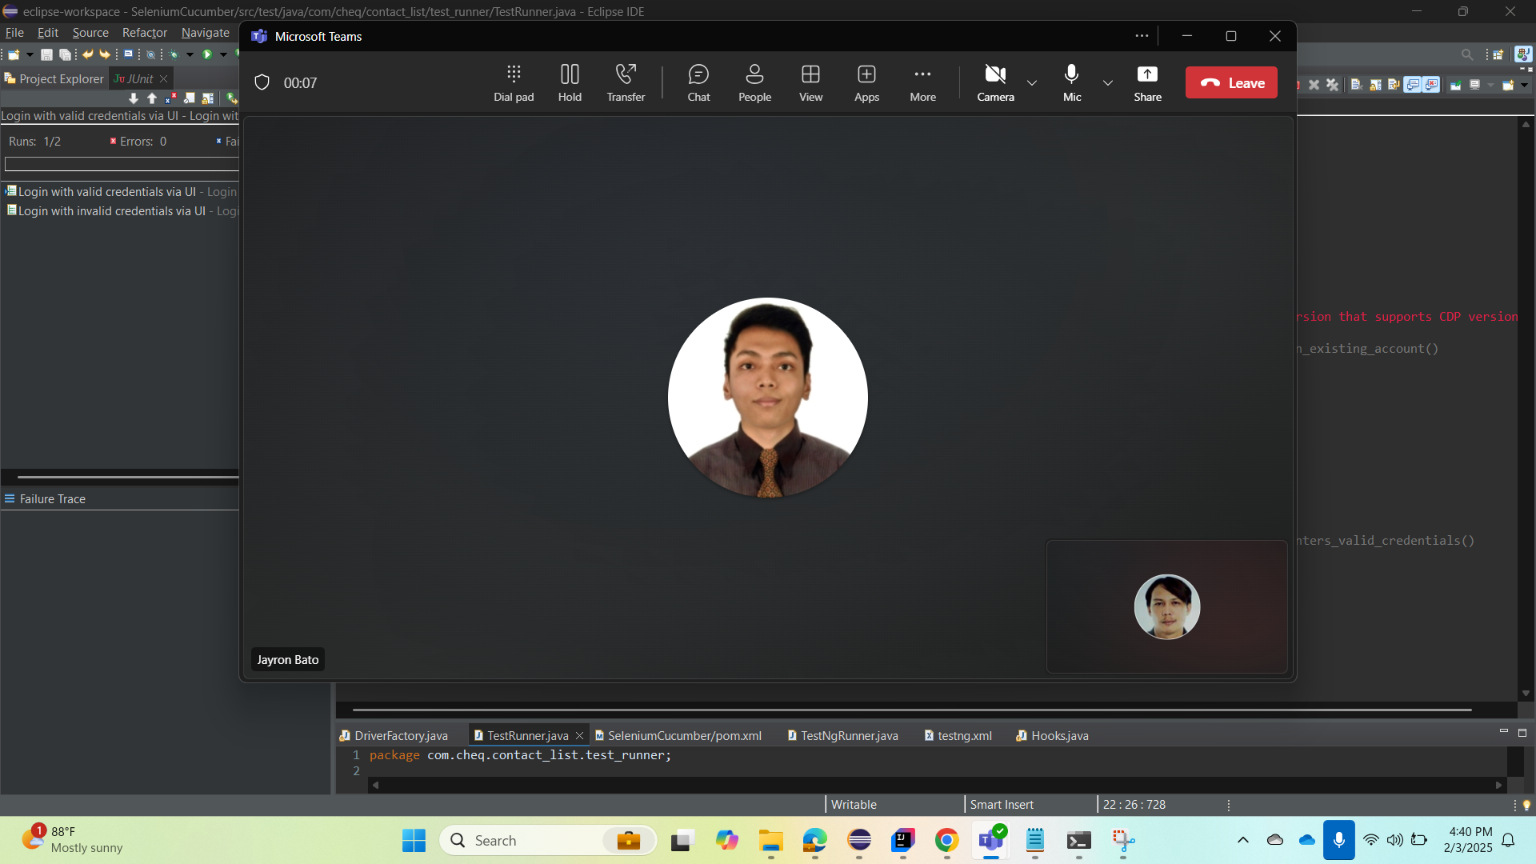 eclipse-workspace - SeleniumCucumber/src/test/java/com/cheq/contact_list/test_runner/TestRunner.java - Eclipse IDE
File Edit Source Refactor Navigate
Microsoft Teams
00:07
Dial pad Hold Transfer Chat People View Apps More Camera Mic Share Leave
Project Explorer JUnit
Login with valid credentials via UI - Login wit
Runs: 1/2 Errors: 0 Fai
Login with valid credentials via UI - Login
Login with invalid credentials via UI - Logi
rsion that supports CDP version
n_existing_account()
Failure Trace
nters_valid_credentials()
Jayron Bato
DriverFactory.java TestRunner.java SeleniumCucumber/pom.xml TestNgRunner.java testng.xml Hooks.java
1 package com.cheq.contact_list.test_runner;
2
Writable Smart Insert 22 : 26 : 728
1
88°F
Mostly sunny
Search
4:40 PM
2/3/2025